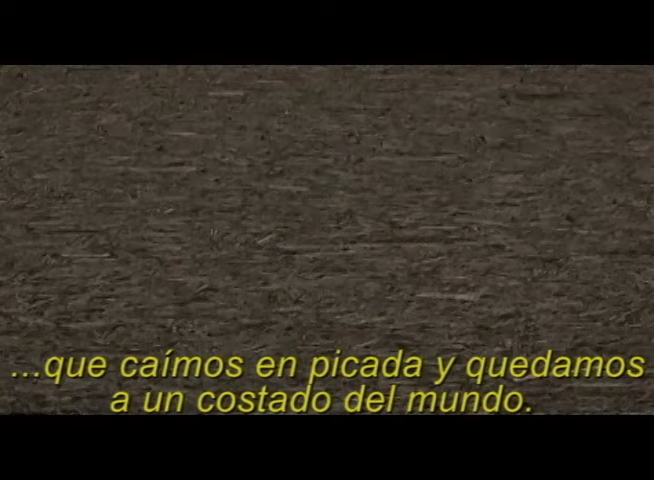 ...que caímos en picada y quedamos
a un costado del mundo.